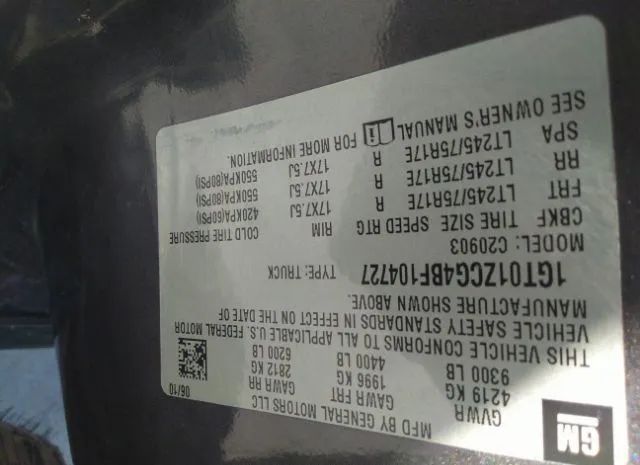 GM
MFD BY GENERAL MOTORS LLC 06/10
GVWR GAWR FRT GAWR RR
4219 KG 1996 KG 2812 KG
9300 LB 4400 LB 6200 LB
THIS VEHICLE CONFORMS TO ALL APPLICABLE U.S. FEDERAL MOTOR
VEHICLE SAFETY STANDARDS IN EFFECT ON THE DATE OF
MANUFACTURE SHOWN ABOVE.
1GT01ZCG4BF104727 TYPE: TRUCK
MODEL: C20903
CBKF TIRE SIZE SPEED RTG RIM COLD TIRE PRESSURE
FRT LT245/75R17E R 17X7.5J 420KPA(60PSI)
RR LT245/75R17E R 17X7.5J 550KPA(80PSI)
SPA LT245/75R17E R 17X7.5J 550KPA(80PSI)
SEE OWNER'S MANUAL FOR MORE INFORMATION.